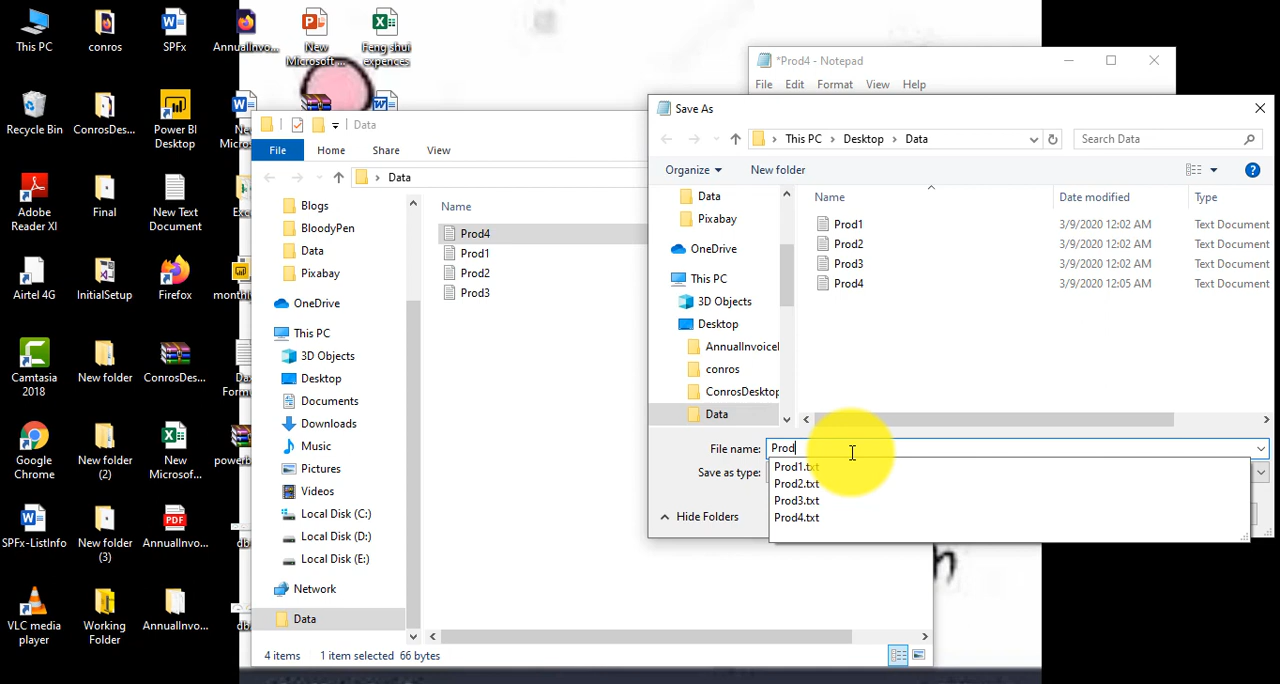 This PC
conros
SPFx
AnnualInvo...
New
Microsoft ...
Feng shui
expences
Recycle Bin
ConrosDes...
Power BI
Desktop
Adobe
Reader XI
Final
New Text
Document
Airtel 4G
InitialSetup
Firefox
Camtasia
2018
New folder
ConrosDes...
Google
Chrome
New folder
(2)
New
Microsof...
SPFx-ListInfo
New folder
(3)
AnnualInvo...
VLC media
player
Working
Folder
AnnualInvo...
Data
File
Home
Share
View
Data
Blogs
BloodyPen
Data
Pixabay
OneDrive
This PC
3D Objects
Desktop
Documents
Downloads
Music
Pictures
Videos
Local Disk (C:)
Local Disk (D:)
Local Disk (E:)
Network
Data
Name
Prod4
Prod1
Prod2
Prod3
4 items
1 item selected 66 bytes
*Prod4 - Notepad
File Edit Format View Help
Save As
This PC
Desktop
Data
Search Data
Organize
New folder
Data
Pixabay
OneDrive
This PC
3D Objects
Desktop
AnnualInvoicel
conros
ConrosDesktop
Data
Name Date modified Type
Prod1 3/9/2020 12:02 AM Text Document
Prod2 3/9/2020 12:02 AM Text Document
Prod3 3/9/2020 12:02 AM Text Document
Prod4 3/9/2020 12:05 AM Text Document
File name: Prod
Save as type:
Prod1.txt
Prod2.txt
Prod3.txt
Prod4.txt
Hide Folders